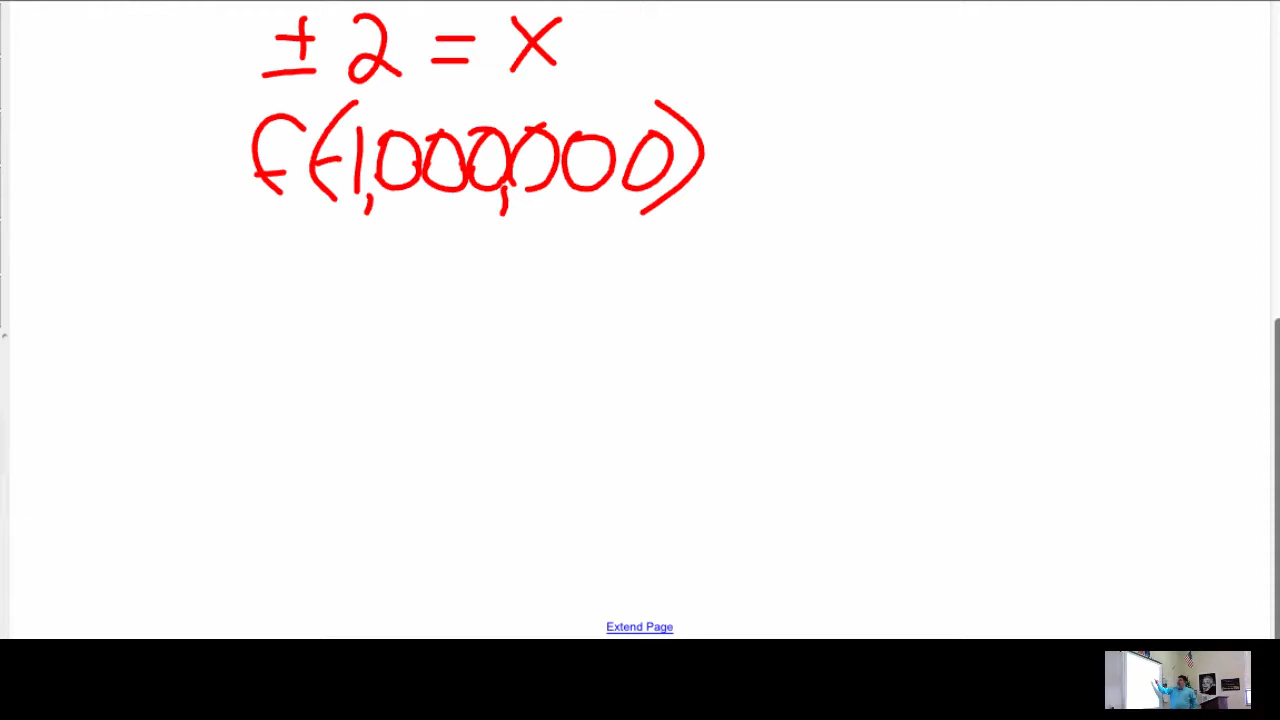 ± 2 = x
f(-1,000,000)
Extend Page